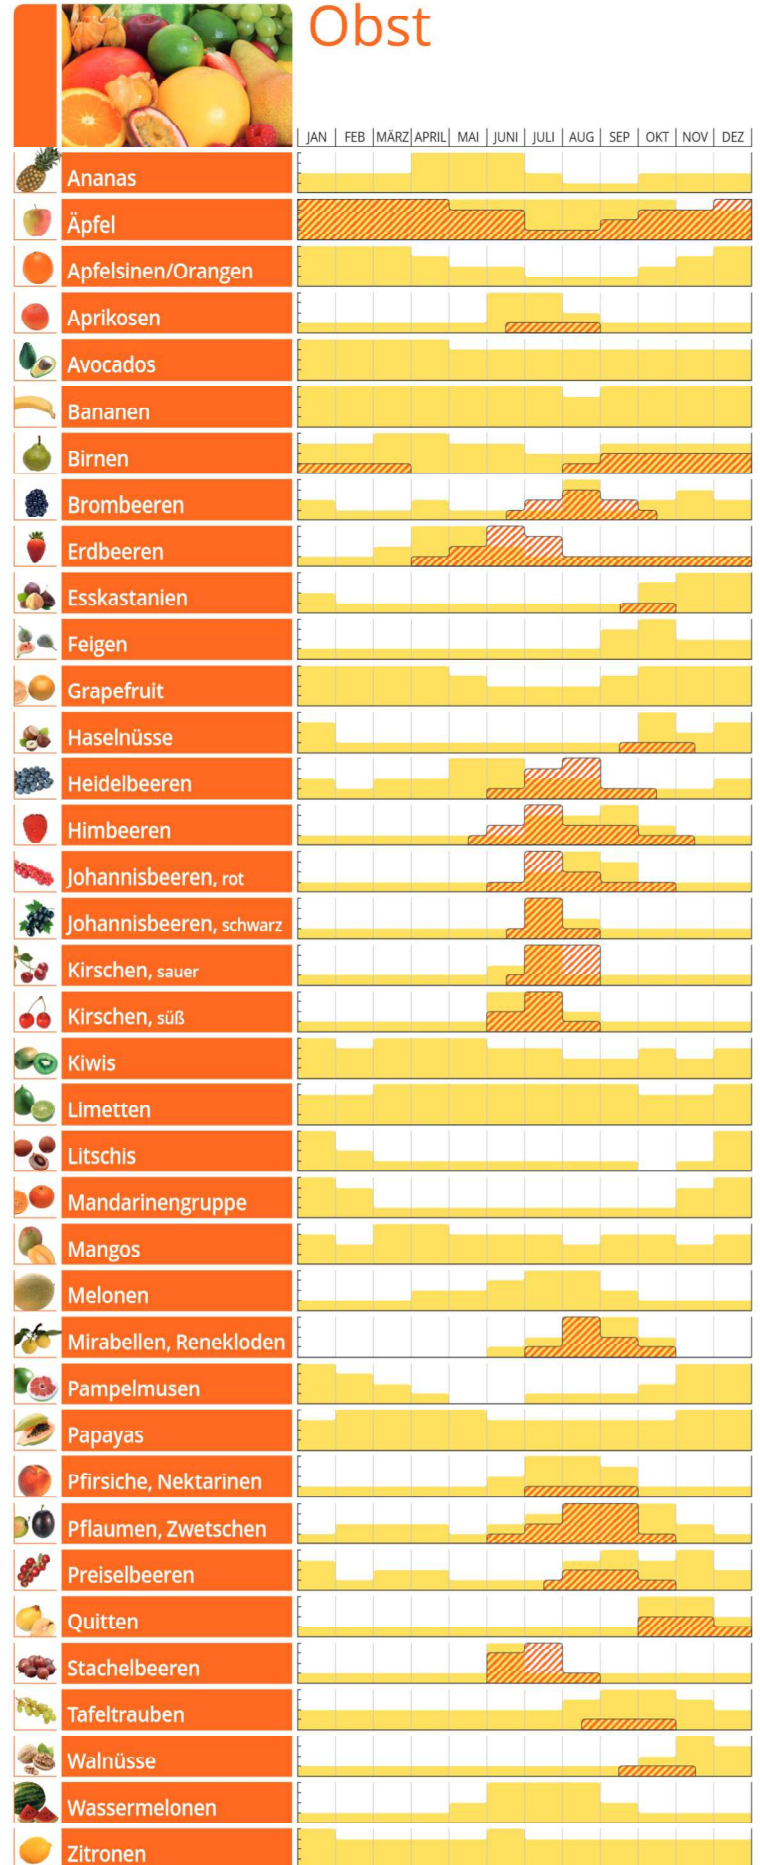 Obst
JAN FEB MÄRZ APRIL MAI JUNI JULI AUG SEP OKT NOV DEZ
Ananas
Äpfel
Apfelsinen/Orangen
Aprikosen
Avocados
Bananen
Birnen
Brombeeren
Erdbeeren
Esskastanien
Feigen
Grapefruit
Haselnüsse
Heidelbeeren
Himbeeren
Johannisbeeren, rot
Johannisbeeren, schwarz
Kirschen, sauer
Kirschen, süß
Kiwis
Limetten
Litschis
Mandarinengruppe
Mangos
Melonen
Mirabellen, Renekloden
Pampelmusen
Papayas
Pfirsiche, Nektarinen
Pflaumen, Zwetschen
Preiselbeeren
Quitten
Stachelbeeren
Tafeltrauben
Walnüsse
Wassermelonen
Zitronen